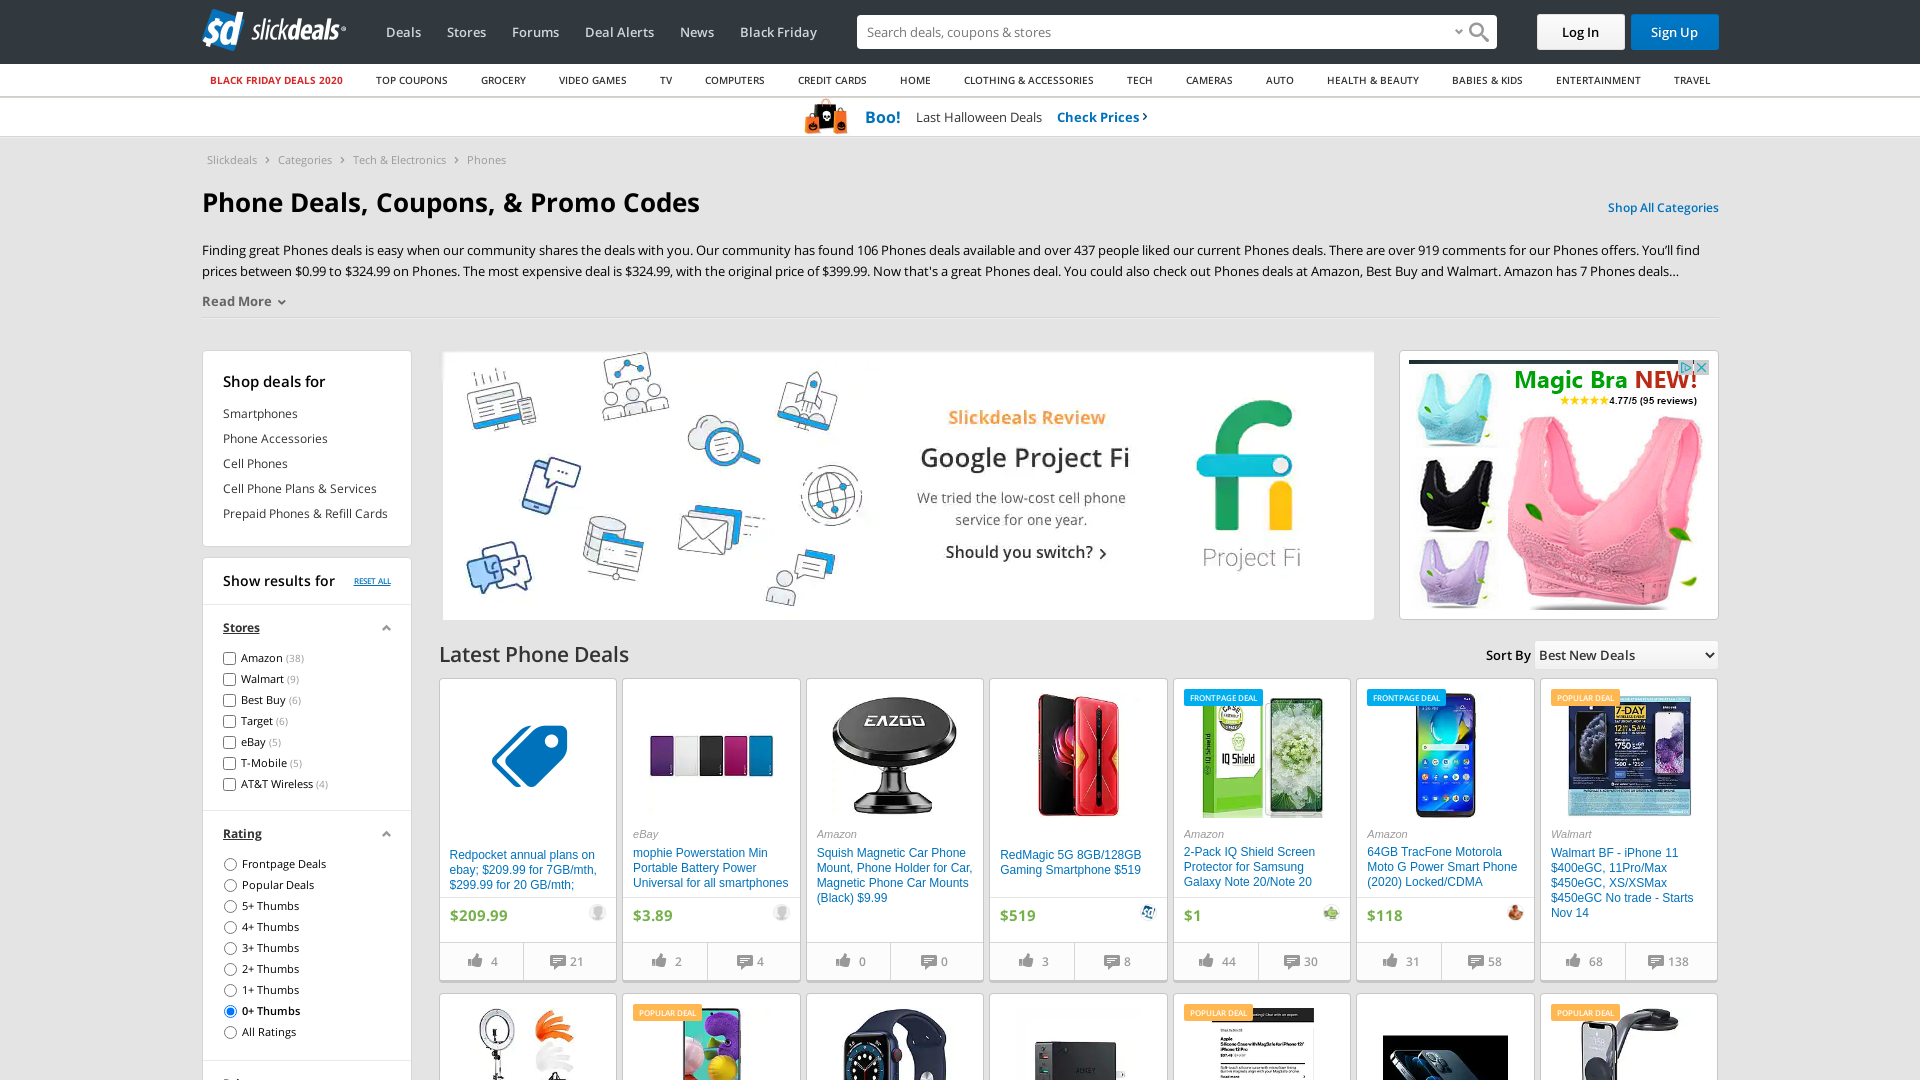 slickdeals
Deals Stores Forums Deal Alerts News Black Friday
Search deals, coupons & stores
Log In
Sign Up
BLACK FRIDAY DEALS 2020 TOP COUPONS GROCERY VIDEO GAMES TV COMPUTERS CREDIT CARDS HOME CLOTHING & ACCESSORIES TECH CAMERAS AUTO HEALTH & BEAUTY BABIES & KIDS ENTERTAINMENT TRAVEL
Boo! Last Halloween Deals Check Prices
Slickdeals > Categories > Tech & Electronics > Phones
Phone Deals, Coupons, & Promo Codes
Shop All Categories
Finding great Phones deals is easy when our community shares the deals with you. Our community has found 106 Phones deals available and over 437 people liked our current Phones deals. There are over 919 comments for our Phones offers. You’ll find
prices between $0.99 to $324.99 on Phones. The most expensive deal is $324.99, with the original price of $399.99. Now that's a great Phones deal. You could also check out Phones deals at Amazon, Best Buy and Walmart. Amazon has 7 Phones deals…
Read More
Shop deals for
Smartphones
Phone Accessories
Cell Phones
Cell Phone Plans & Services
Prepaid Phones & Refill Cards
Show results for RESET ALL
Stores
Amazon (38)
Walmart (9)
Best Buy (6)
Target (6)
eBay (5)
T-Mobile (5)
AT&T Wireless (4)
Rating
Frontpage Deals
Popular Deals
5+ Thumbs
4+ Thumbs
3+ Thumbs
2+ Thumbs
1+ Thumbs
0+ Thumbs
All Ratings
Slickdeals Review
Google Project Fi
We tried the low-cost cell phone
service for one year.
Should you switch?
Project Fi
Magic Bra NEW!
★★★★★4.77/5 (95 reviews)
Latest Phone Deals
Sort By Best New Deals
Redpocket annual plans on
ebay; $209.99 for 7GB/mth,
$299.99 for 20 GB/mth;
$209.99
4 21
eBay
mophie Powerstation Min
Portable Battery Power
Universal for all smartphones
$3.89
2 4
EAZOO
Amazon
Squish Magnetic Car Phone
Mount, Phone Holder for Car,
Magnetic Phone Car Mounts
(Black) $9.99
0 0
RedMagic 5G 8GB/128GB
Gaming Smartphone $519
$519
3 8
FRONTPAGE DEAL
IQ Shield
Amazon
2-Pack IQ Shield Screen
Protector for Samsung
Galaxy Note 20/Note 20
$1
44 30
FRONTPAGE DEAL
Amazon
64GB TracFone Motorola
Moto G Power Smart Phone
(2020) Locked/CDMA
$118
31 58
POPULAR DEAL
7-DAY
Walmart
Walmart BF - iPhone 11
$400eGC, 11Pro/Max
$450eGC, XS/XSMax
$450eGC No trade - Starts
Nov 14
68 138
POPULAR DEAL
AUKEY
POPULAR DEAL
Apple
Silicone Case with MagSafe for iPhone 12/
iPhone 12 Pro
POPULAR DEAL